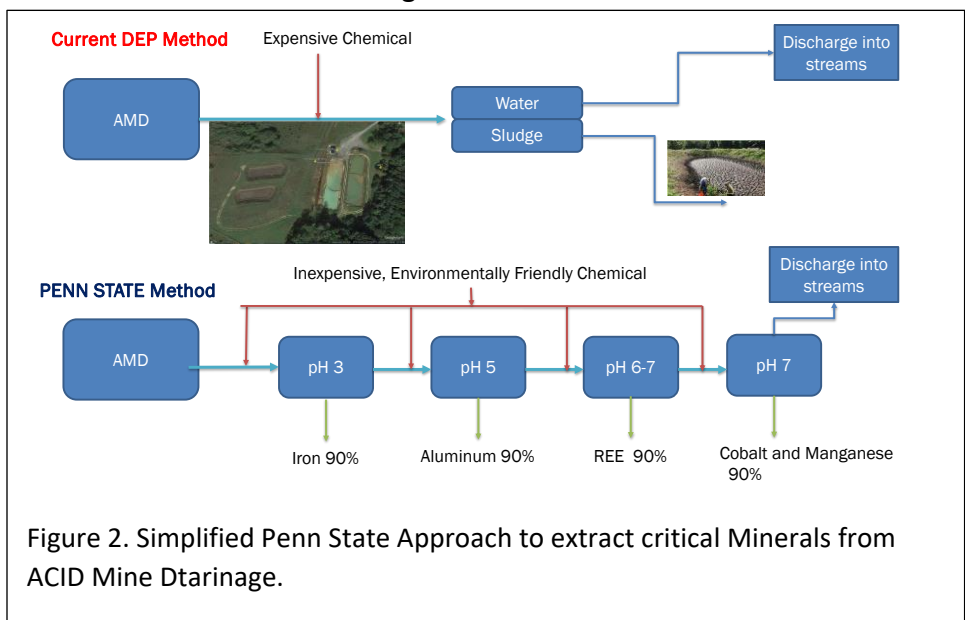 Current DEP Method
Expensive Chemical
Discharge into
streams
AMD
Water
Sludge
Inexpensive, Environmentally Friendly Chemical
Discharge into
streams
PENN STATE Method
AMD
pH 3
pH 5
pH 6-7
pH 7
Iron 90%
Aluminum 90%
REE 90%
Cobalt and Manganese
90%
Figure 2. Simplified Penn State Approach to extract critical Minerals from
ACID Mine Dtarinage.